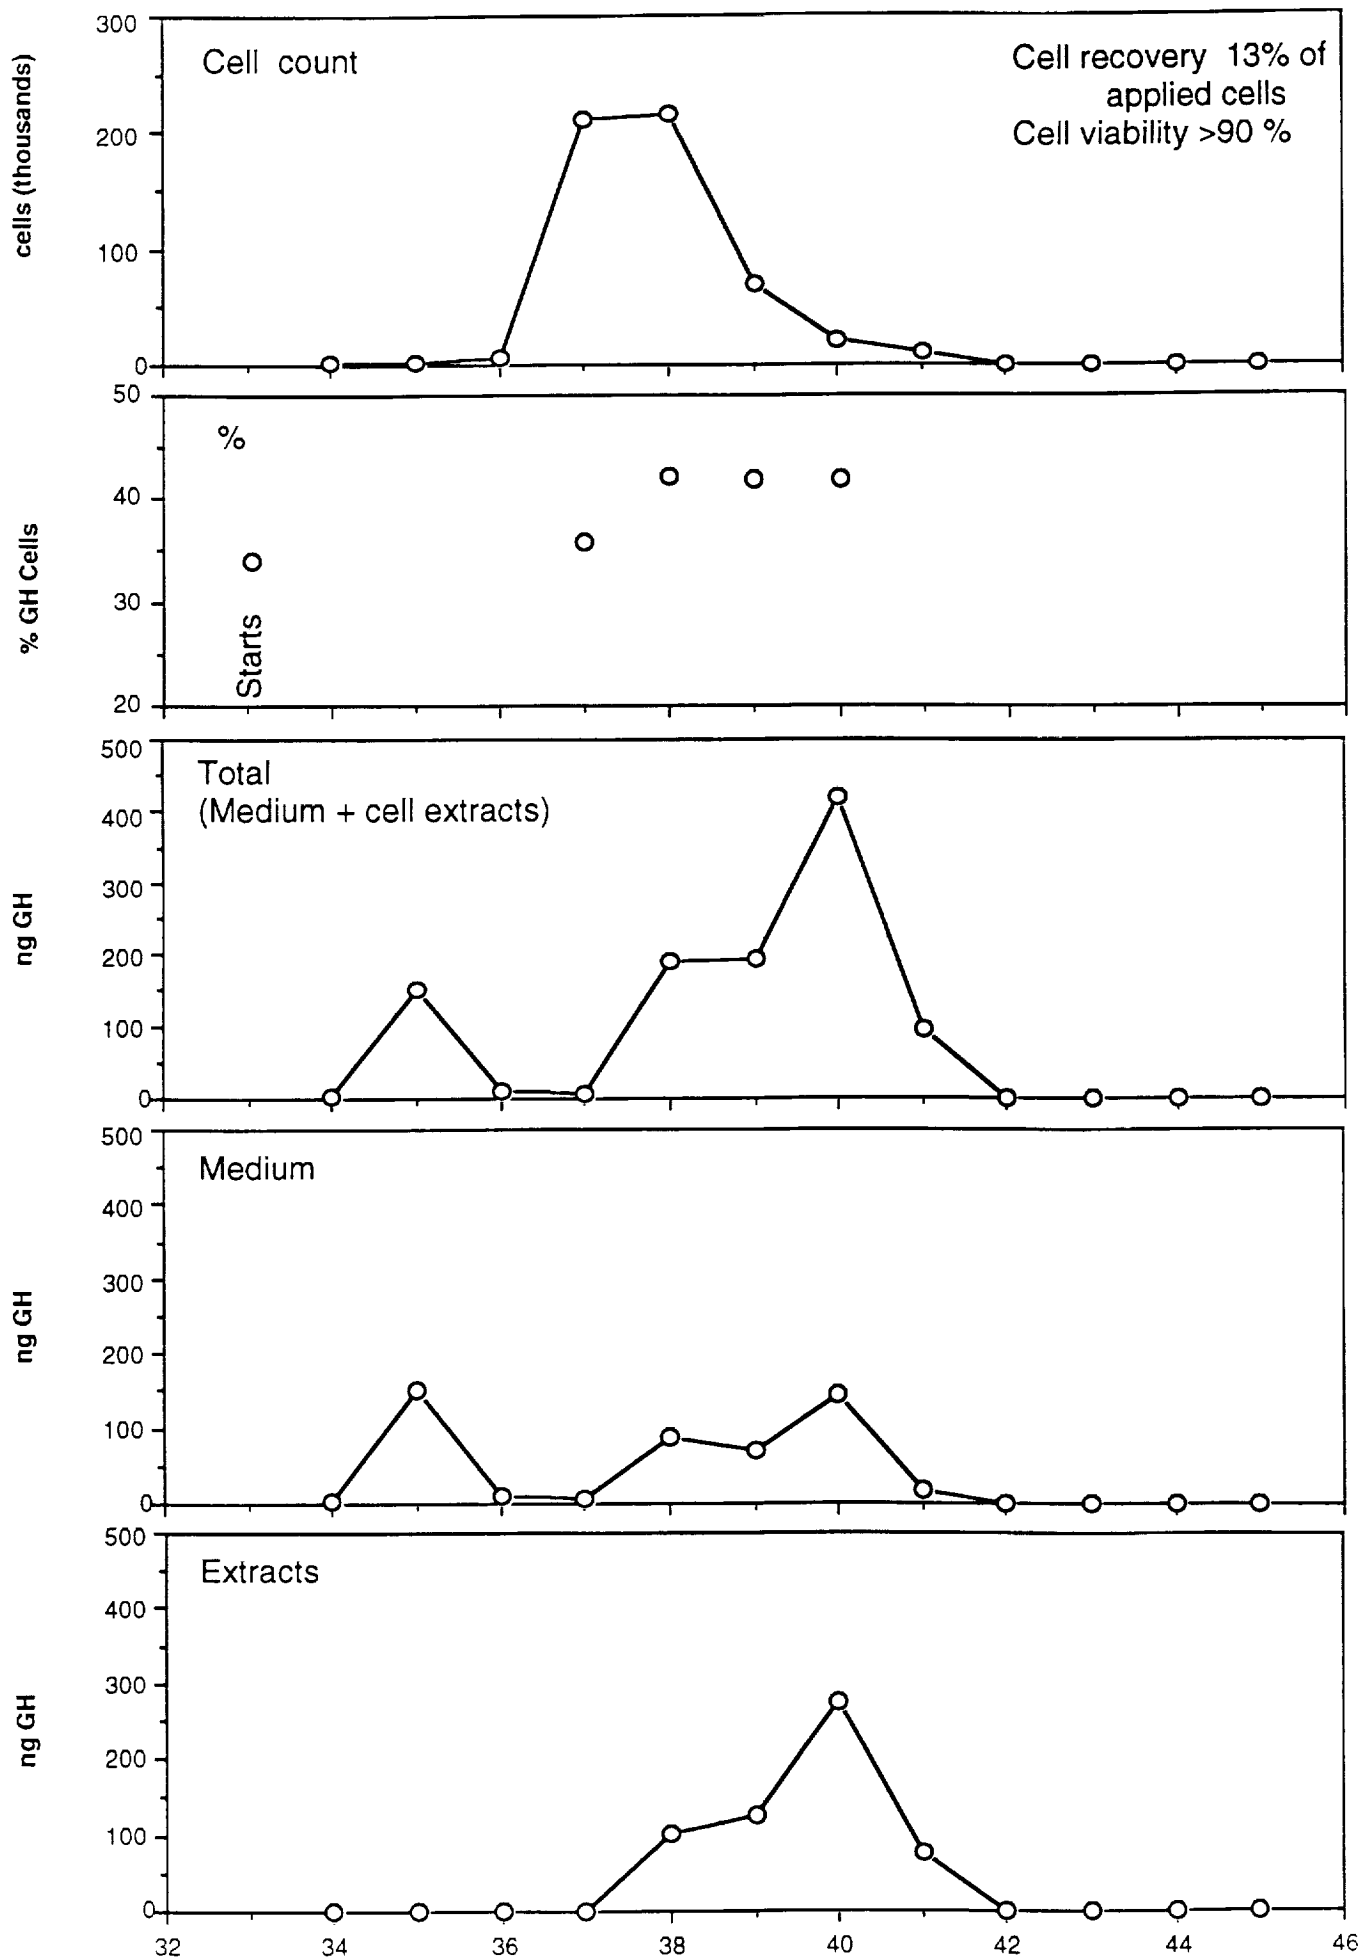 300
200
100
0
cells (thousands)
Cell count
Cell recovery 13% of
applied cells
Cell viability >90 %
50
40
30
20
% GH Cells
%
Starts
500
400
300
200
100
0
ng GH
Total
(Medium + cell extracts)
500
400
300
200
100
0
ng GH
Medium
500
400
300
200
100
0
ng GH
Extracts
32 34 36 38 40 42 44 46